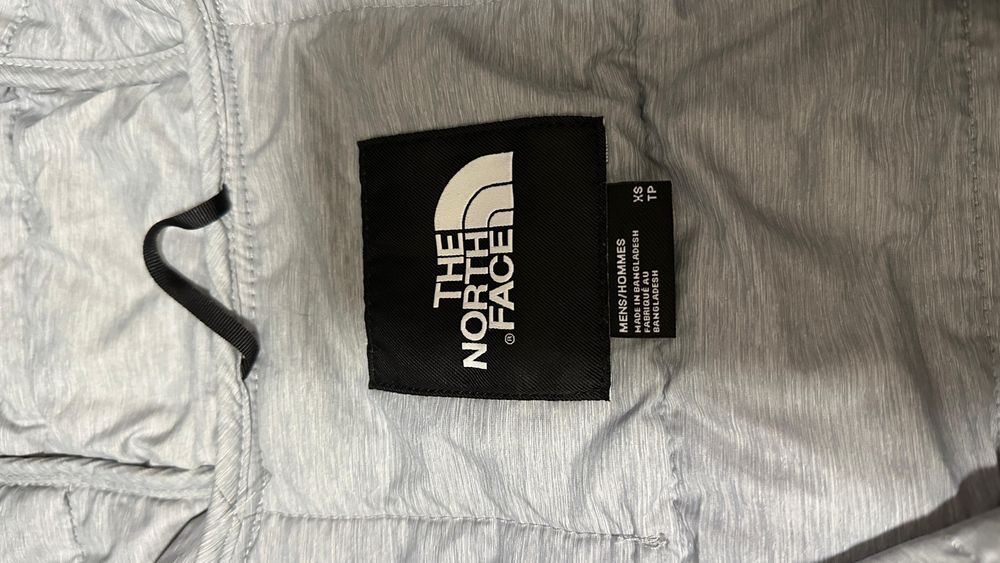 THE
NORTH
FACE®
MENS/HOMMES
MADE IN BANGLADESH
FABRIQUÉ AU
BANGLADESH
XS
TP